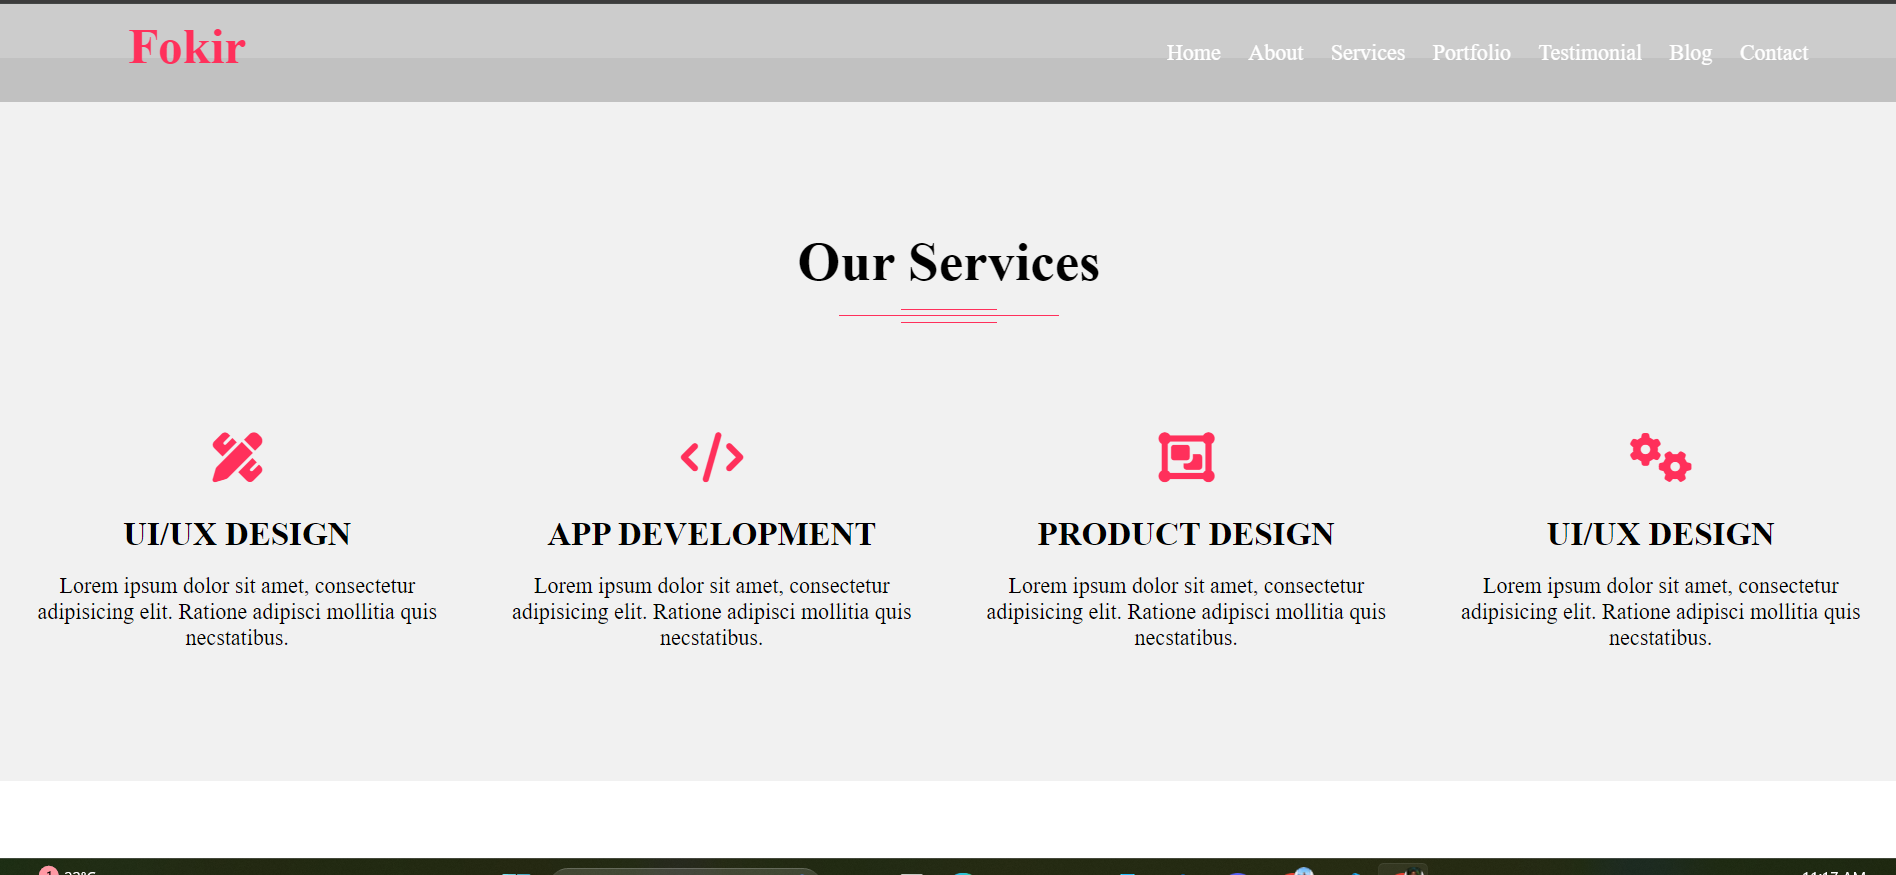 Fokir
Home About Services Portfolio Testimonial Blog Contact
Our Services
UI/UX DESIGN
Lorem ipsum dolor sit amet, consectetur
adipisicing elit. Ratione adipisci mollitia quis
necstatibus.
APP DEVELOPMENT
Lorem ipsum dolor sit amet, consectetur
adipisicing elit. Ratione adipisci mollitia quis
necstatibus.
PRODUCT DESIGN
Lorem ipsum dolor sit amet, consectetur
adipisicing elit. Ratione adipisci mollitia quis
necstatibus.
UI/UX DESIGN
Lorem ipsum dolor sit amet, consectetur
adipisicing elit. Ratione adipisci mollitia quis
necstatibus.